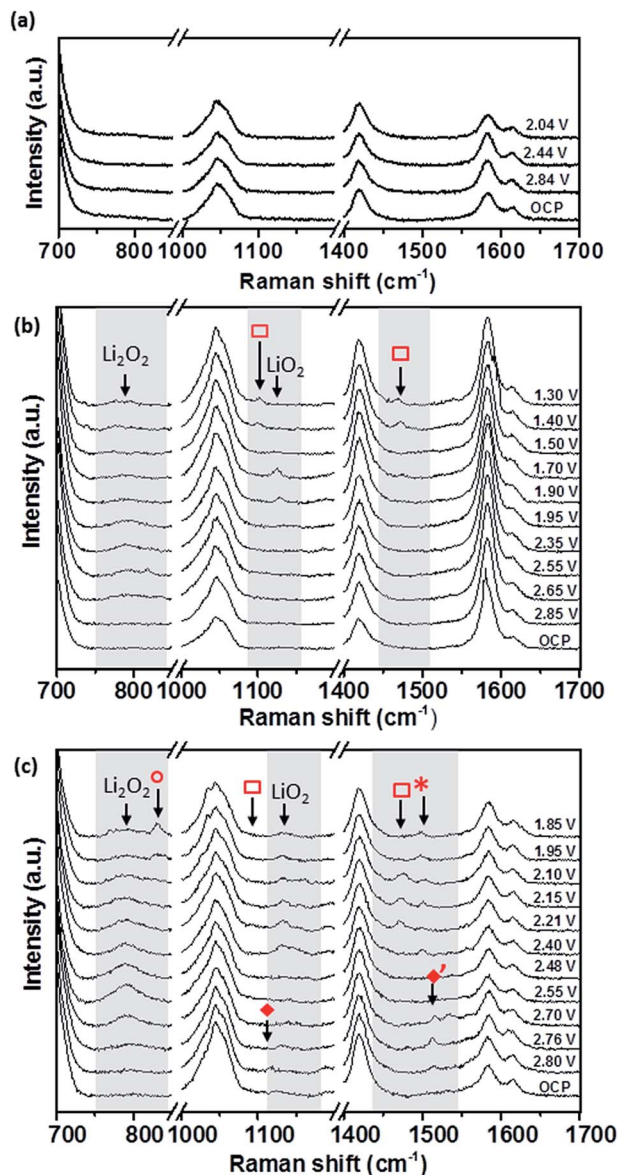 (a)
Intensity (a.u.)
2.04 V
2.44 V
2.84 V
OCP
700 800 1000 1100 1400 1500 1600 1700
Raman shift (cm⁻¹)
(b)
Intensity (a.u.)
Li₂O₂
LiO₂
1.30 V
1.40 V
1.50 V
1.70 V
1.90 V
1.95 V
2.35 V
2.55 V
2.65 V
2.85 V
OCP
700 800 1000 1100 1400 1500 1600 1700
Raman shift (cm⁻¹)
(c)
Intensity (a.u.)
Li₂O₂
LiO₂
*
1.85 V
1.95 V
2.10 V
2.15 V
2.21 V
2.40 V
2.48 V
2.55 V
2.70 V
2.76 V
2.80 V
OCP
700 800 1000 1100 1400 1500 1600 1700
Raman shift (cm⁻¹)